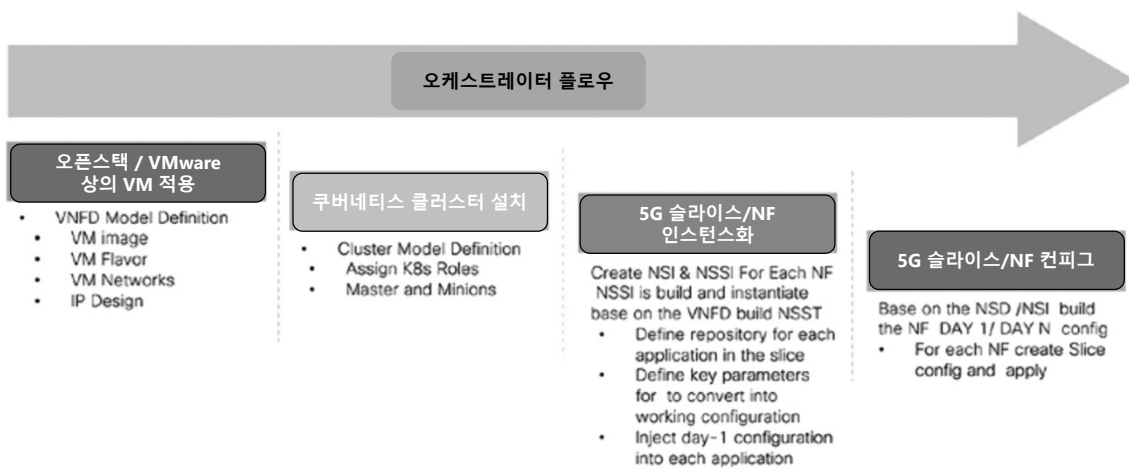 오케스트레이터 플로우
오픈스택 / VMware
상의 VM 적용
• VNFD Model Definition
• VM image
• VM Flavor
• VM Networks
• IP Design
쿠버네티스 클러스터 설치
• Cluster Model Definition
• Assign K8s Roles
• Master and Minions
5G 슬라이스/NF
인스턴스화
Create NSI & NSSI For Each NF
NSSI is build and instantiate
base on the VNFD build NSST
• Define repository for each
application in the slice
• Define key parameters
for to convert into
working configuration
• Inject day-1 configuration
into each application
5G 슬라이스/NF 컨피그
Base on the NSD /NSI build
the NF DAY 1/ DAY N config
• For each NF create Slice
config and apply